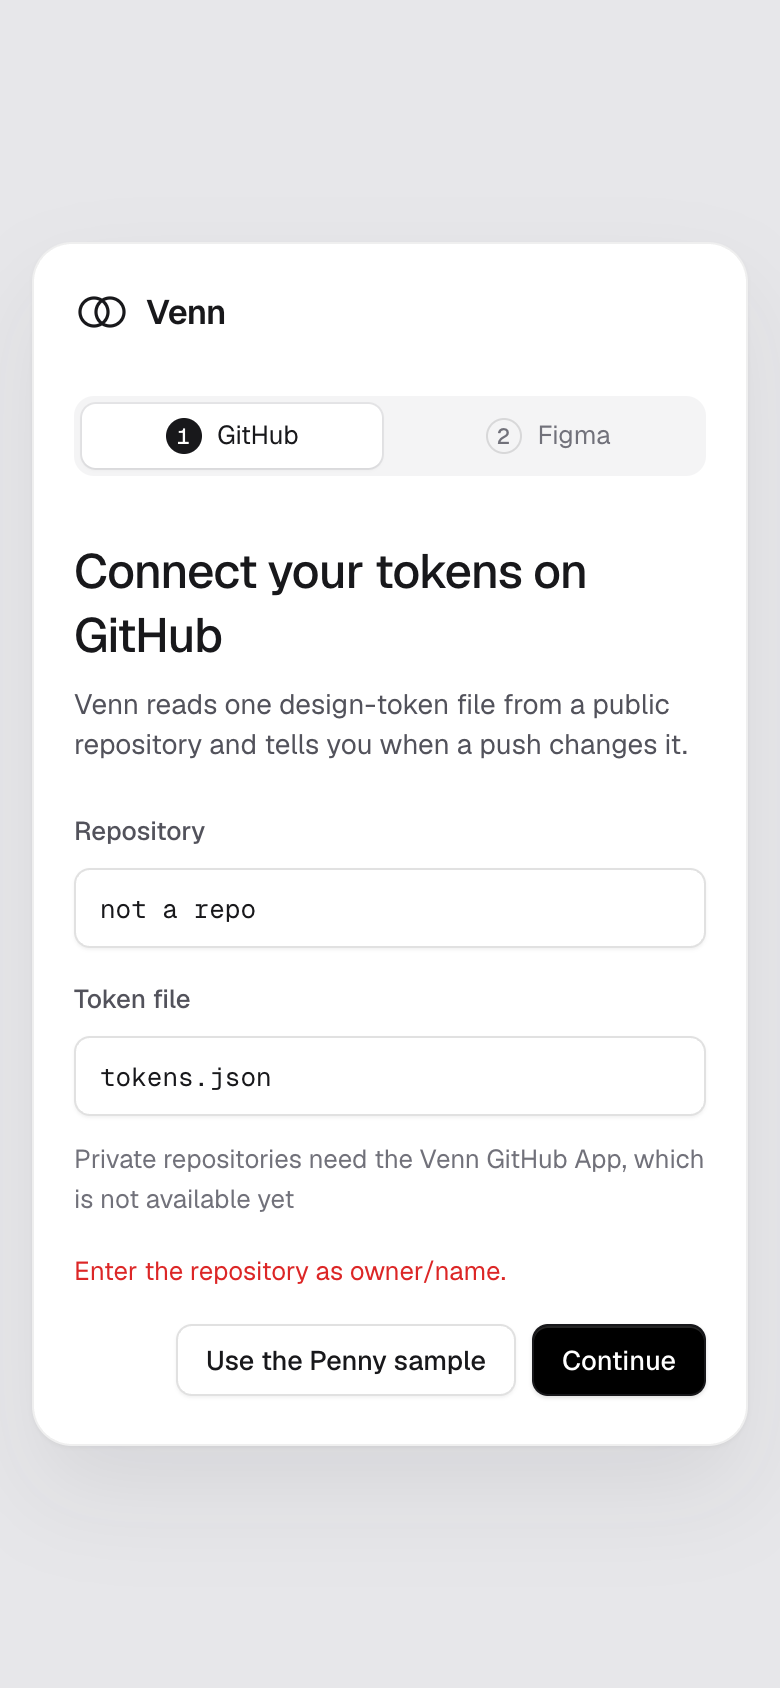 Venn
1 GitHub
2 Figma
Connect your tokens on
GitHub
Venn reads one design-token file from a public
repository and tells you when a push changes it.
Repository
not a repo
Token file
tokens.json
Private repositories need the Venn GitHub App, which
is not available yet
Enter the repository as owner/name.
Use the Penny sample
Continue